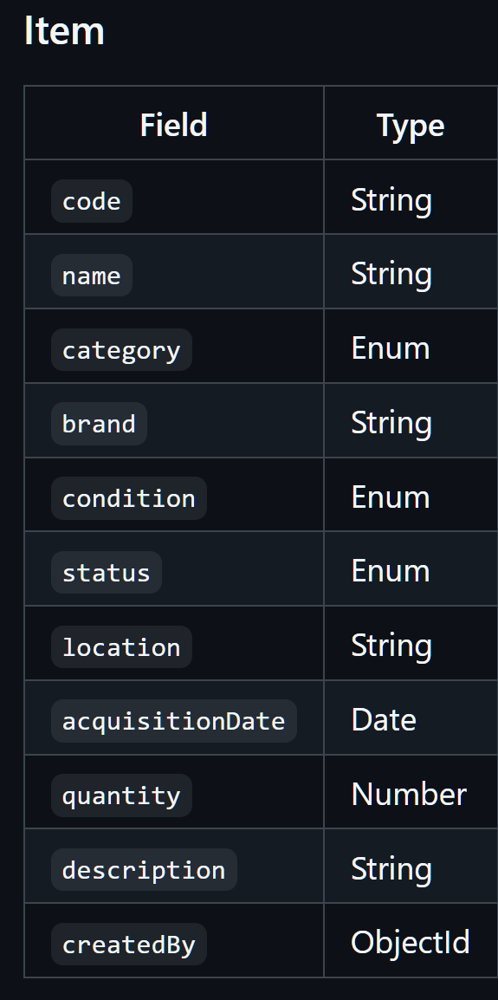 Item
Field Type
code String
name String
category Enum
brand String
condition Enum
status Enum
location String
acquisitionDate Date
quantity Number
description String
createdBy ObjectId